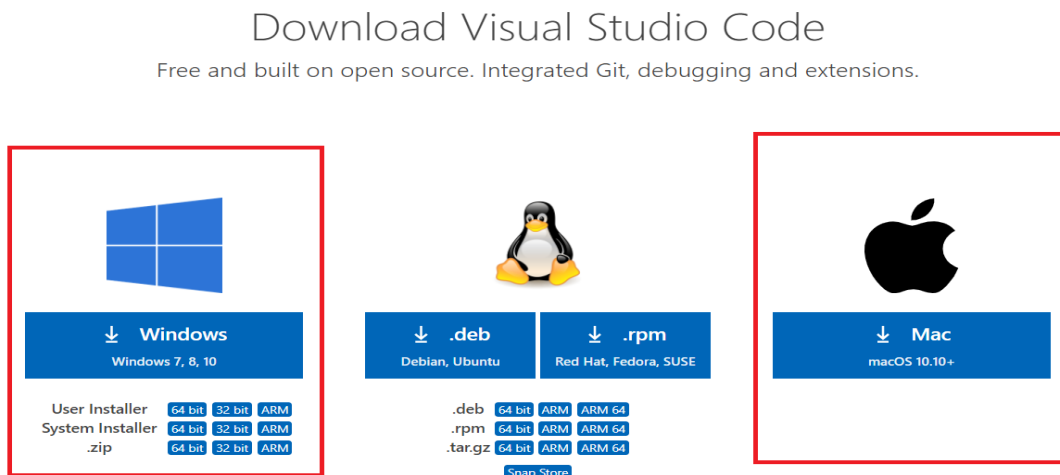 Download Visual Studio Code
Free and built on open source. Integrated Git, debugging and extensions.
Windows
Windows 7, 8, 10
User Installer 64 bit 32 bit ARM
System Installer 64 bit 32 bit ARM
.zip 64 bit 32 bit ARM
.deb
Debian, Ubuntu
.rpm
Red Hat, Fedora, SUSE
.deb 64 bit ARM ARM 64
.rpm 64 bit ARM ARM 64
.tar.gz 64 bit ARM ARM 64
Snap Store
Mac
macOS 10.10+